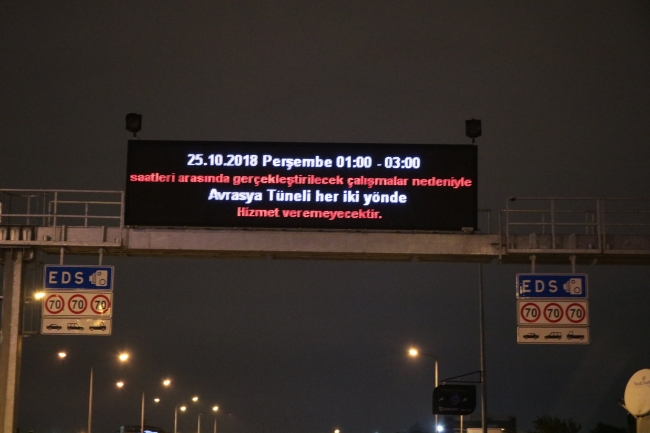 25.10.2018 Perşembe 01:00 - 03:00
saatleri arasında gerçekleştirilecek çalışmalar nedeniyle
Avrasya Tüneli her iki yönde
Hizmet veremeyecektir.
EDS
70 70 70
EDS
70 70 70